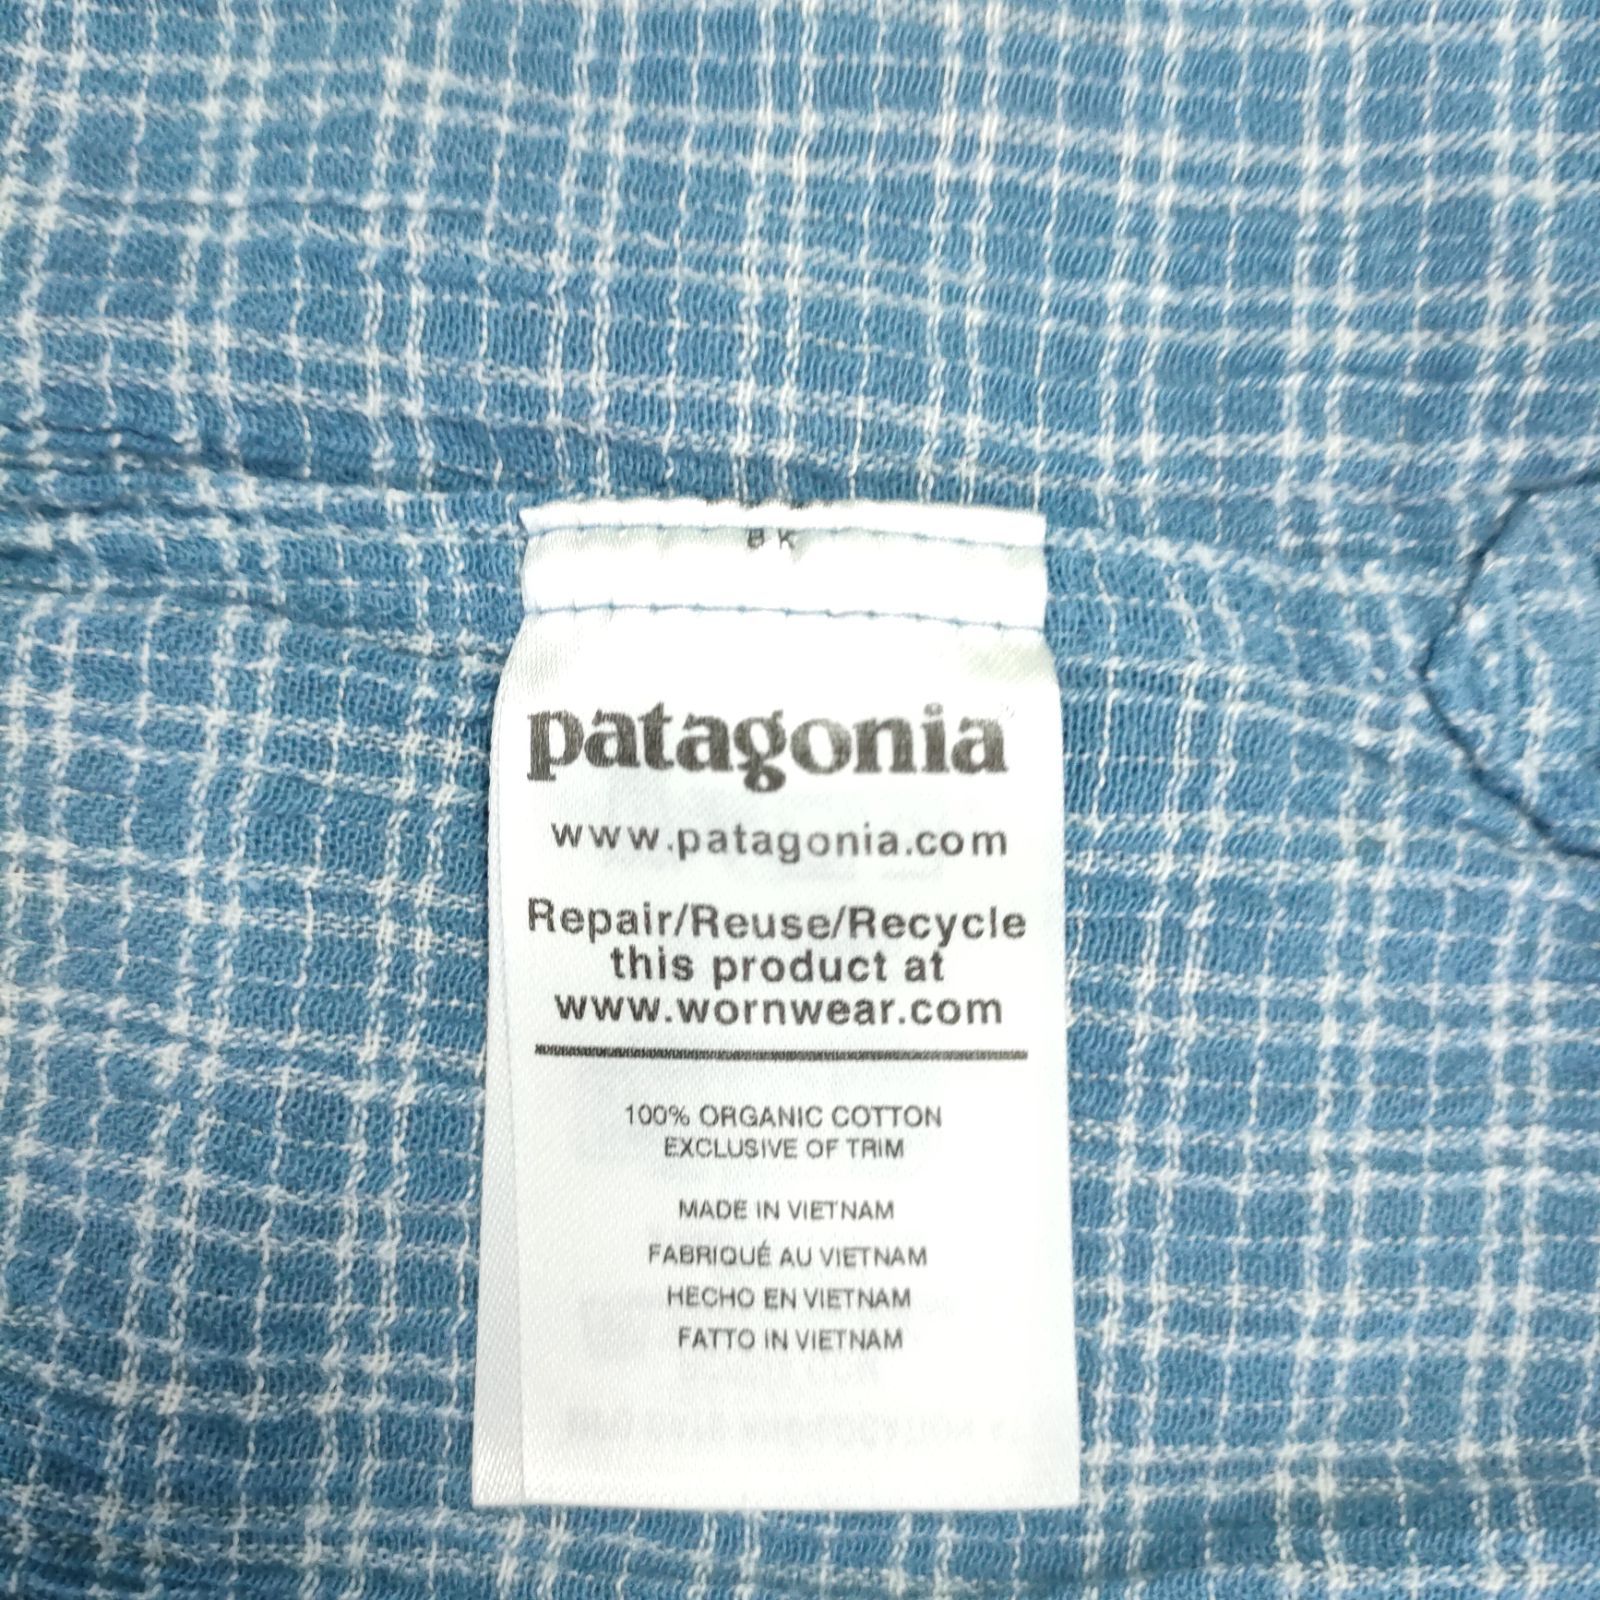 BK
patagonia
www.patagonia.com
Repair/Reuse/Recycle
this product at
www.wornwear.com
100% ORGANIC COTTON
EXCLUSIVE OF TRIM
MADE IN VIETNAM
FABRIQUÉ AU VIETNAM
HECHO EN VIETNAM
FATTO IN VIETNAM